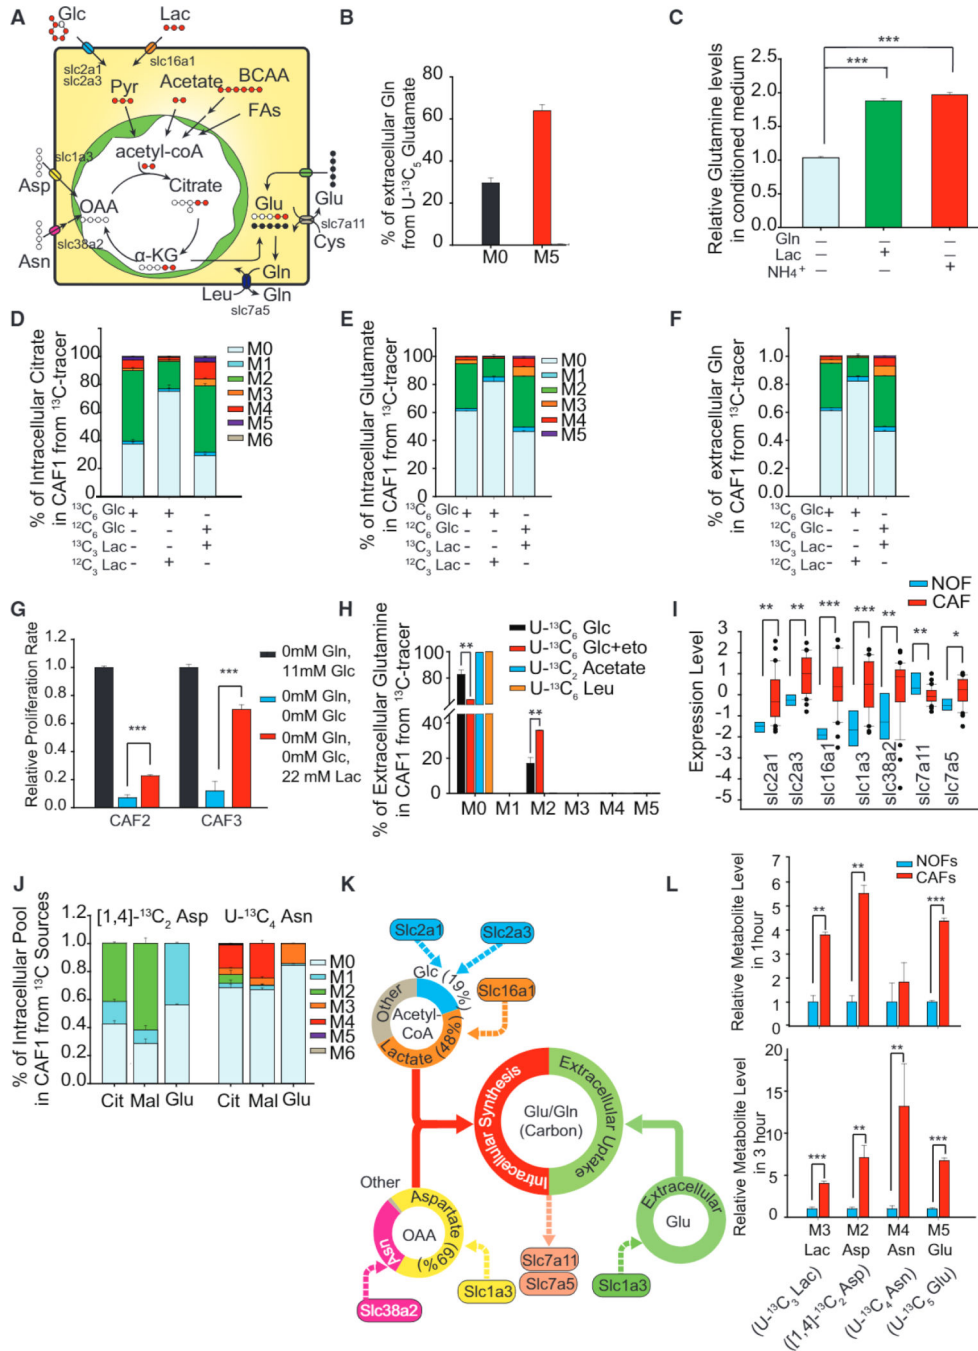 A
Glc
Lac
slc2a1
slc2a3
slc16a1
Pyr
Acetate
BCAA
FAs
acetyl-coA
Citrate
slc1a3
Asp
OAA
slc38a2
Asn
α-KG
Glu
Glu
slc7a11
Cys
Gln
Leu
Gln
slc7a5
B
% of extracellular Gln
from U-¹³C₅ Glutamate
80
60
40
20
0
M0 M5
C
Relative Glutamine levels
in conditioned medium
2.5
2.0
1.5
1.0
0.5
0.0
***
***
Gln — — —
Lac — + —
NH₄⁺ — — +
D
% of Intracellular Citrate
in CAF1 from ¹³C-tracer
100
80
60
40
20
0
M0
M1
M2
M3
M4
M5
M6
¹³C₆ Glc + + -
¹²C₆ Glc - - +
¹³C₃ Lac - - +
¹²C₃ Lac - + -
E
% of Intracellular Glutamate
in CAF1 from ¹³C-tracer
100
80
60
40
20
0
M0
M1
M2
M3
M4
M5
¹³C₆ Glc + + -
¹²C₆ Glc - - +
¹³C₃ Lac - - +
¹²C₃ Lac - + -
F
% of extracellular Gln
in CAF1 from ¹³C-tracer
1.0
0.8
0.6
0.4
0.2
0.0
¹³C₆ Glc + + -
¹²C₆ Glc - - +
¹³C₃ Lac - - +
¹²C₃ Lac - + -
G
Relative Proliferation Rate
1.2
1.0
0.8
0.6
0.4
0.2
0.0
***
***
CAF2 CAF3
0mM Gln,
11mM Glc
0mM Gln,
0mM Glc
0mM Gln,
0mM Glc,
22 mM Lac
H
% of Extracellular Glutamine
in CAF1 from ¹³C-tracer
100
80
40
20
0
**
**
M0 M1 M2 M3 M4 M5
U-¹³C₆ Glc
U-¹³C₆ Glc+eto
U-¹³C₂ Acetate
U-¹³C₆ Leu
I
NOF
CAF
Expression Level
3
2
1
0
-1
-2
-3
-4
-5
** ** *** *** ** ** *
slc2a1
slc2a3
slc16a1
slc1a3
slc38a2
slc7a11
slc7a5
J
[1,4]-¹³C₂ Asp U-¹³C₄ Asn
% of Intracellular Pool
in CAF1 from ¹³C Sources
1.2
1.0
0.8
0.6
0.4
0.2
0.0
Cit Mal Glu Cit Mal Glu
M0
M1
M2
M3
M4
M5
M6
K
Slc2a1
Slc2a3
Glc (19%)
Other
Acetyl-
CoA
Lactate (48%)
Slc16a1
Intracellular Synthesis
Extracellular Uptake
Glu/Gln
(Carbon)
Other
Aspartate
(69%)
Asn
OAA
Slc38a2
Slc1a3
Slc7a11
Slc7a5
Extracellular
Glu
Slc1a3
L
NOFs
CAFs
Relative Metabolite Level
in 1hour
**
**
***
Relative Metabolite Level
in 3 hour
20
15
10
5
0
***
**
**
***
M3 M2 M4 M5
Lac Asp Asn Glu
(U-¹³C₃ Lac)
([1,4]-¹³C₂ Asp)
(U-¹³C₄ Asn)
(U-¹³C₅ Glu)